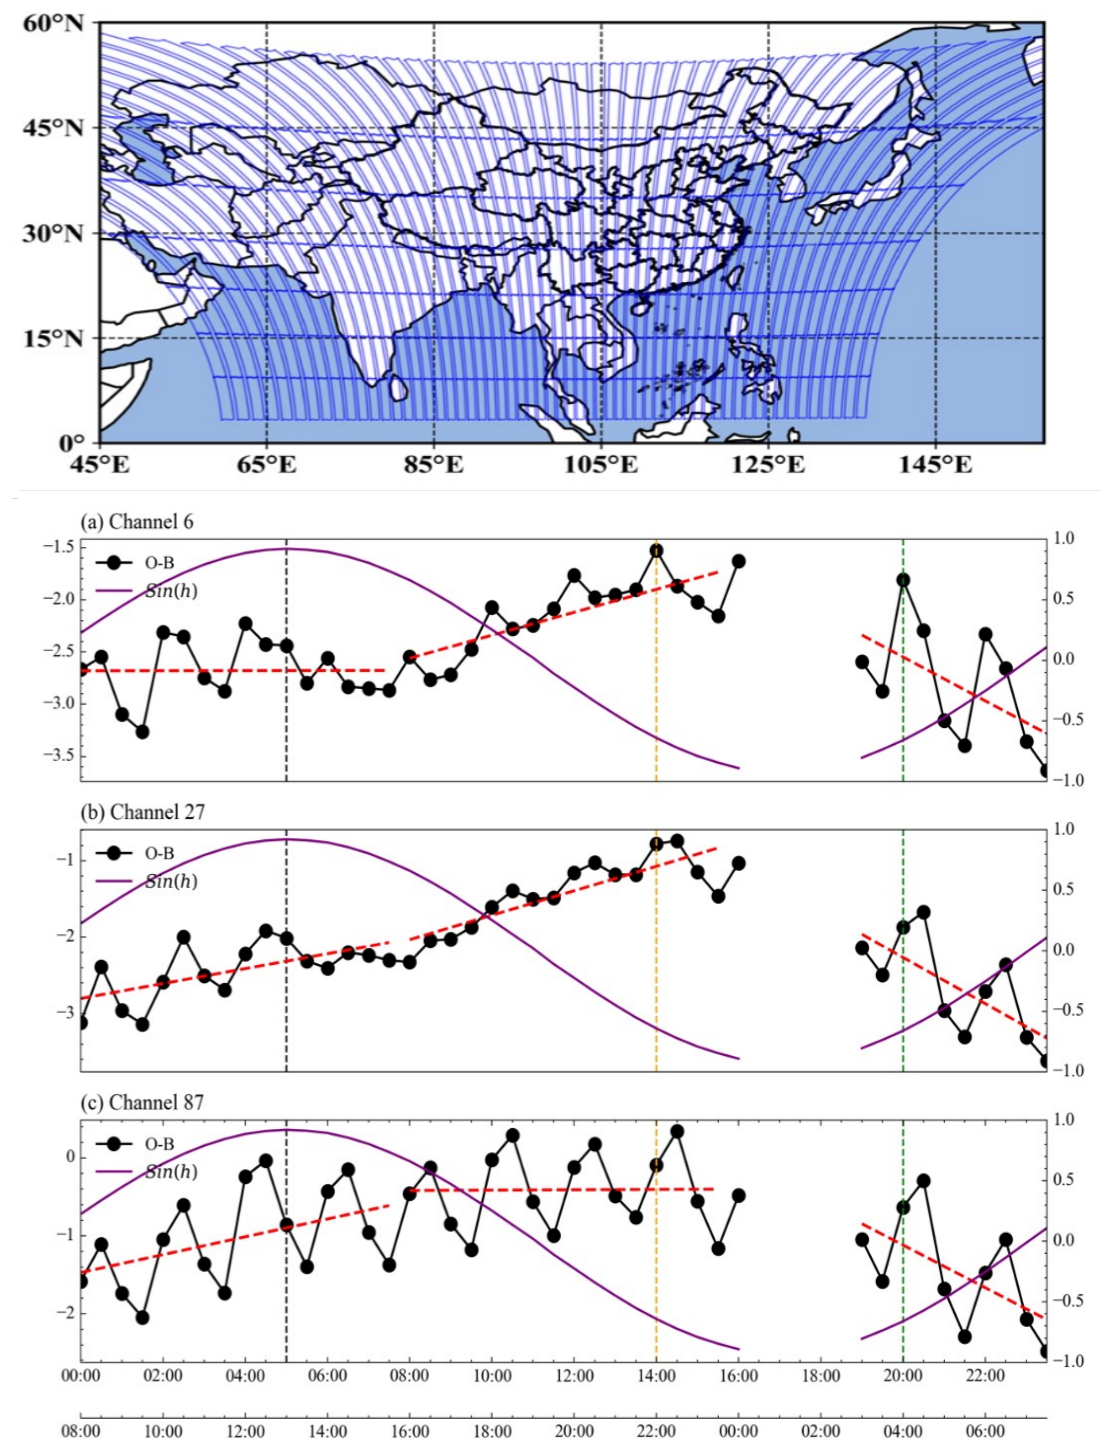 60°N
45°N
30°N
15°N
0°
45°E 65°E 85°E 105°E 125°E 145°E
(a) Channel 6
−1.5
−2.0
−2.5
−3.0
−3.5
O-B
Sin(h)
1.0
0.5
0.0
−0.5
−1.0
(b) Channel 27
−1
−2
−3
O-B
Sin(h)
1.0
0.5
0.0
−0.5
−1.0
(c) Channel 87
0
−1
−2
O-B
Sin(h)
1.0
0.5
0.0
−0.5
−1.0
00:00 02:00 04:00 06:00 08:00 10:00 12:00 14:00 16:00 18:00 20:00 22:00
08:00 10:00 12:00 14:00 16:00 18:00 20:00 22:00 00:00 02:00 04:00 06:00